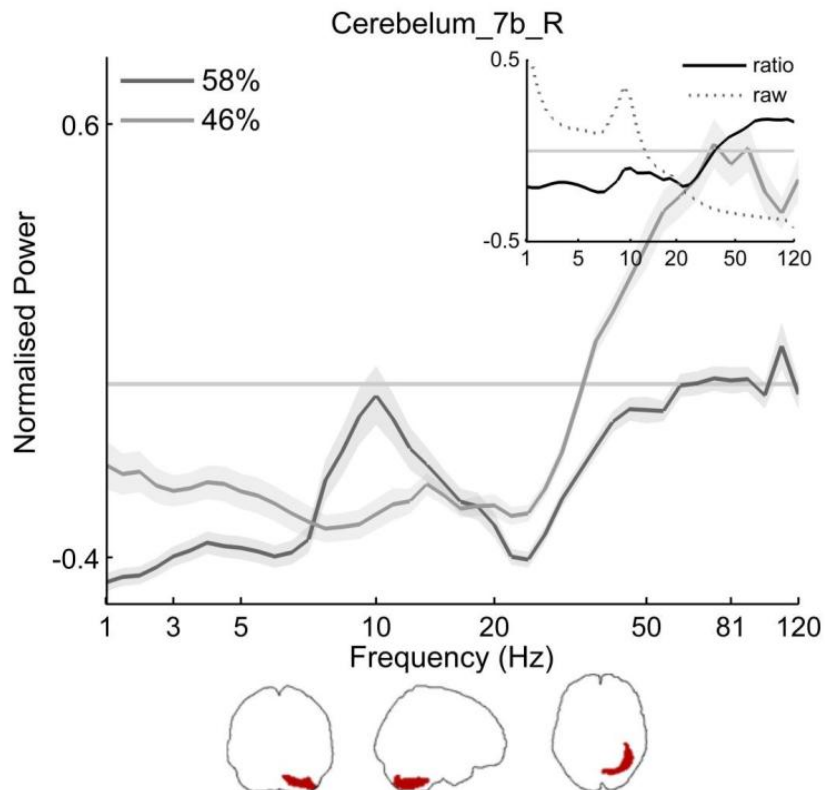 Cerebelum_7b_R
58%
46%
0.6
-0.4
Normalised Power
1 3 5 10 20 50 81 120
Frequency (Hz)
0.5
-0.5
ratio
raw
1 5 10 20 50 120